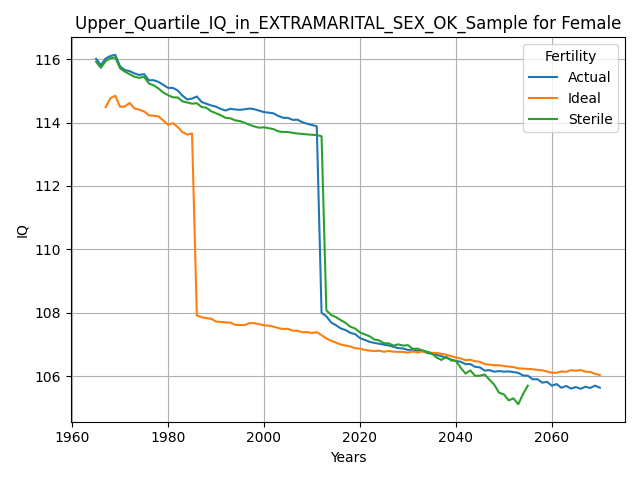 Upper_Quartile_IQ_in_EXTRAMARITAL_SEX_OK_Sample for Female
Fertility
Actual
Ideal
Sterile
IQ
116
114
112
110
108
106
1960
1980
2000
2020
2040
2060
Years